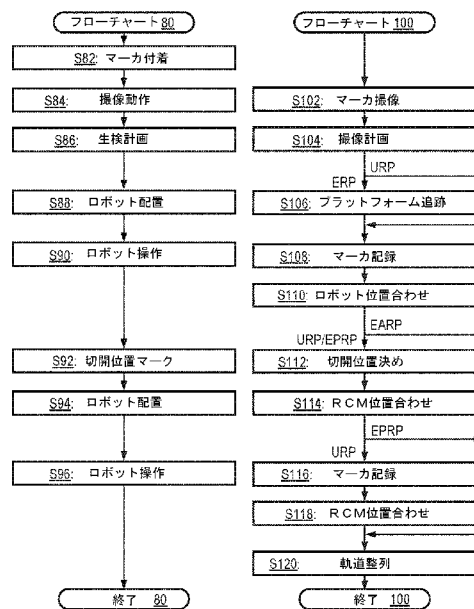 フローチャート 80
S82: マーカ付着
S84: 撮像動作
S86: 生検計画
S88: ロボット配置
S90: ロボット操作
S92: 切開位置マーク
S94: ロボット配置
S96: ロボット操作
終了 80
フローチャート 100
S102: マーカ撮像
S104: 撮像計画
URP
ERP
S106: プラットフォーム追跡
S108: マーカ記録
S110: ロボット位置合わせ
EARP
URP/EPRP
S112: 切開位置決め
S114: RCM位置合わせ
EPRP
URP
S116: マーカ記録
S118: RCM位置合わせ
S120: 軌道整列
終了 100